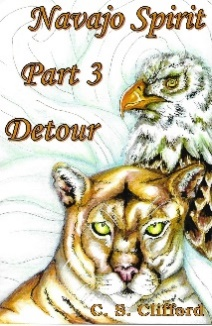 Navajo Spirit
Part 3
Detour
C. S. Clifford